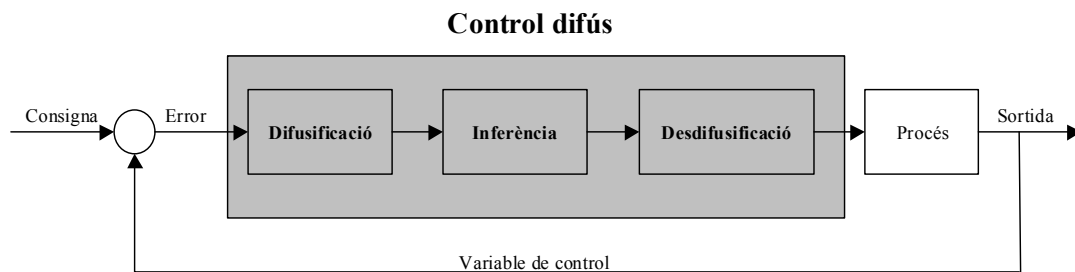 Control difús
Consigna
Error
Difusificació
Inferència
Desdifusificació
Procés
Sortida
Variable de control